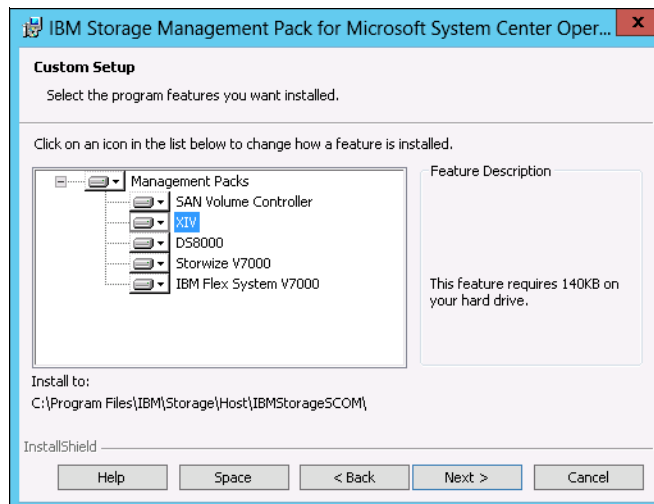 IBM Storage Management Pack for Microsoft System Center Oper... x
Custom Setup
Select the program features you want installed.
Click on an icon in the list below to change how a feature is installed.
Management Packs
SAN Volume Controller
XIV
DS8000
Storwize V7000
IBM Flex System V7000
Feature Description
This feature requires 140KB on
your hard drive.
Install to:
C:\Program Files\IBM\Storage\Host\IBMStorageSCOM\
InstallShield
Help Space < Back Next > Cancel